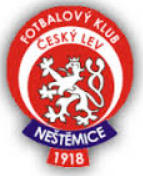 FOTBALOVÝ KLUB
ČESKÝ LEV
NEŠTĚMICE
1918